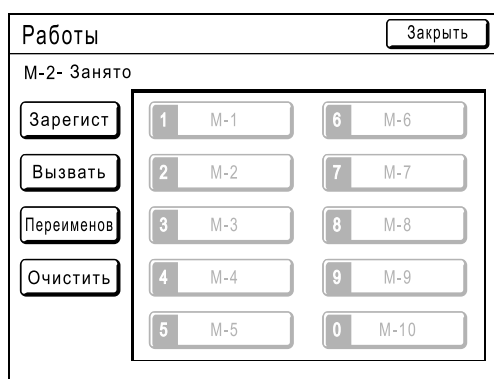 Работы Закрыть
М-2- Занято
Зарегист 1 М-1 6 М-6
Вызвать 2 М-2 7 М-7
Переименов 3 М-3 8 М-8
Очистить 4 М-4 9 М-9
5 М-5 0 М-10